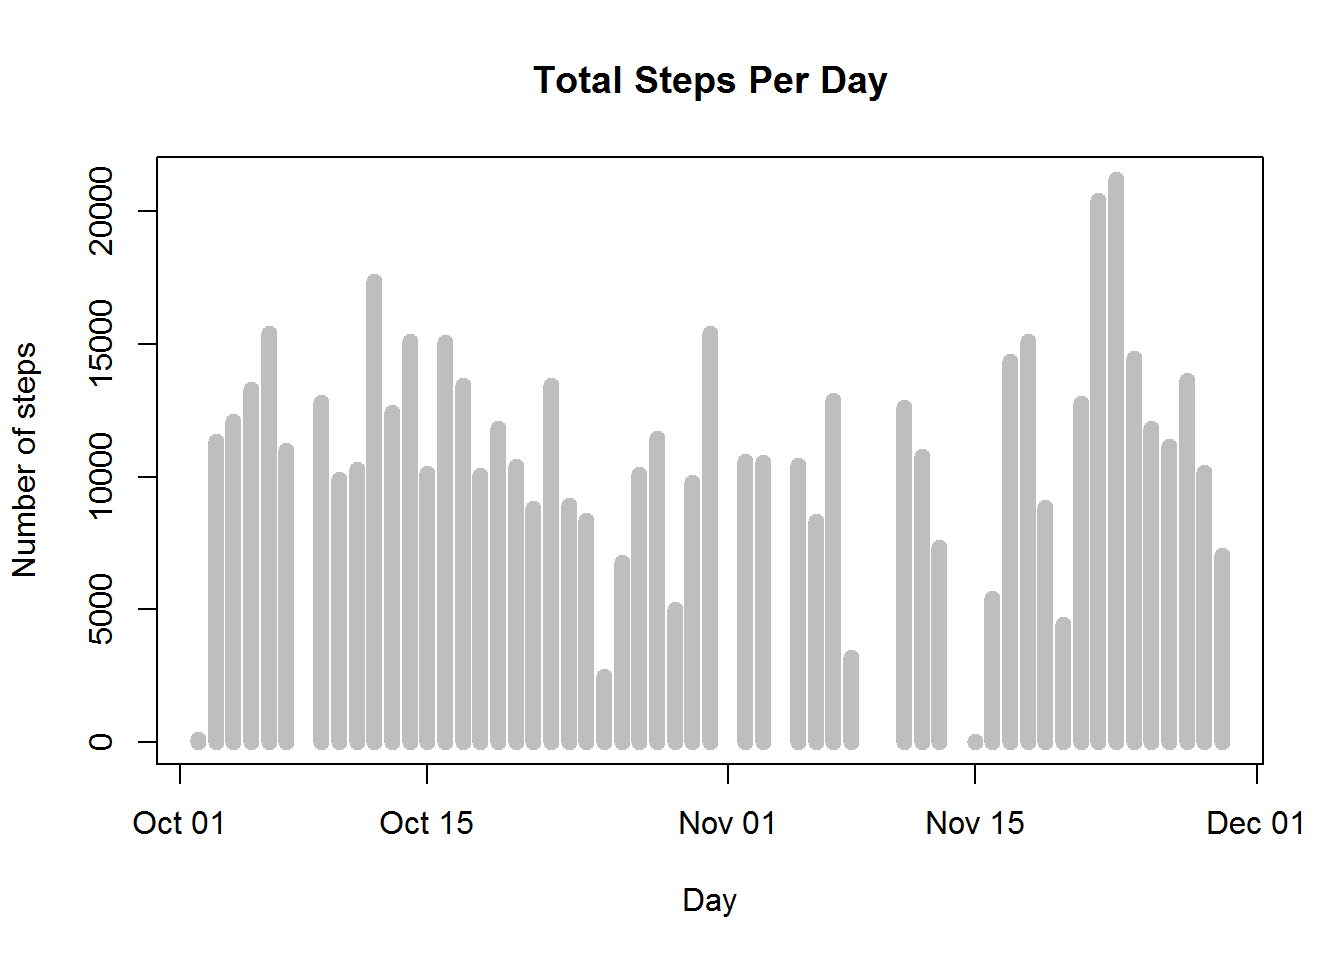 Total Steps Per Day
Number of steps
20000
15000
10000
5000
0
Oct 01
Oct 15
Nov 01
Nov 15
Dec 01
Day